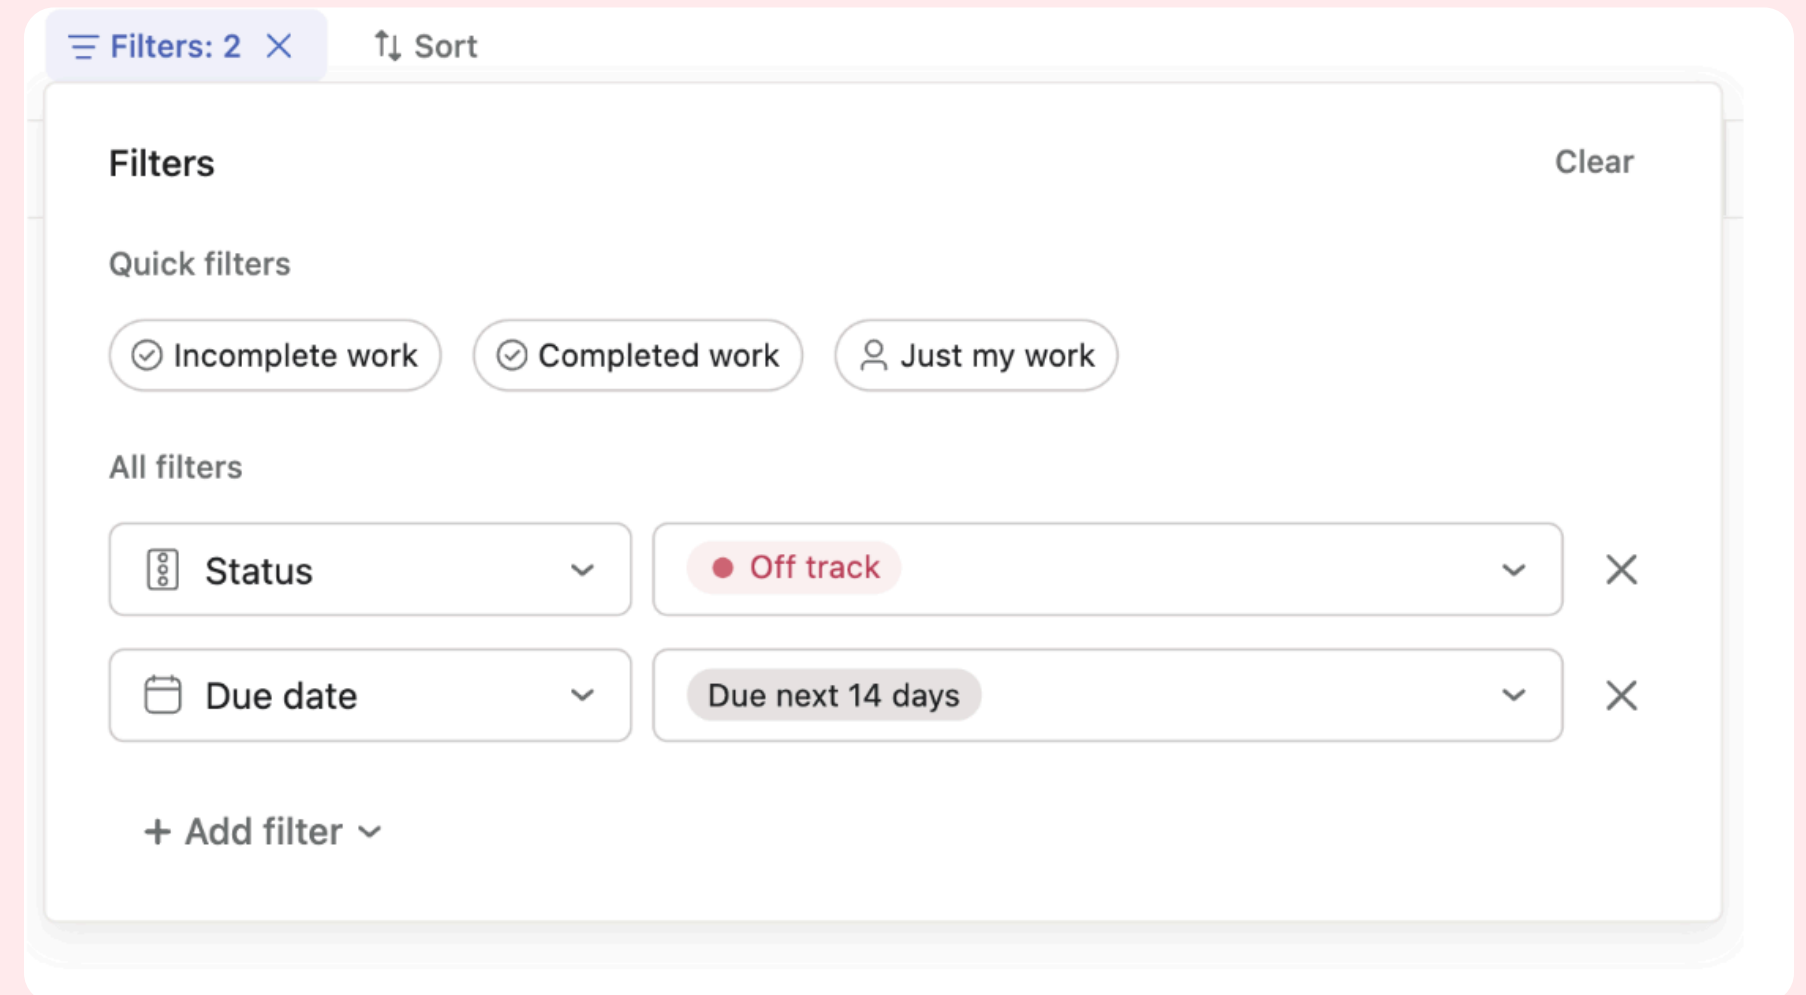 Filters: 2
Sort
Filters
Clear
Quick filters
Incomplete work
Completed work
Just my work
All filters
Status
Off track
Due date
Due next 14 days
+ Add filter